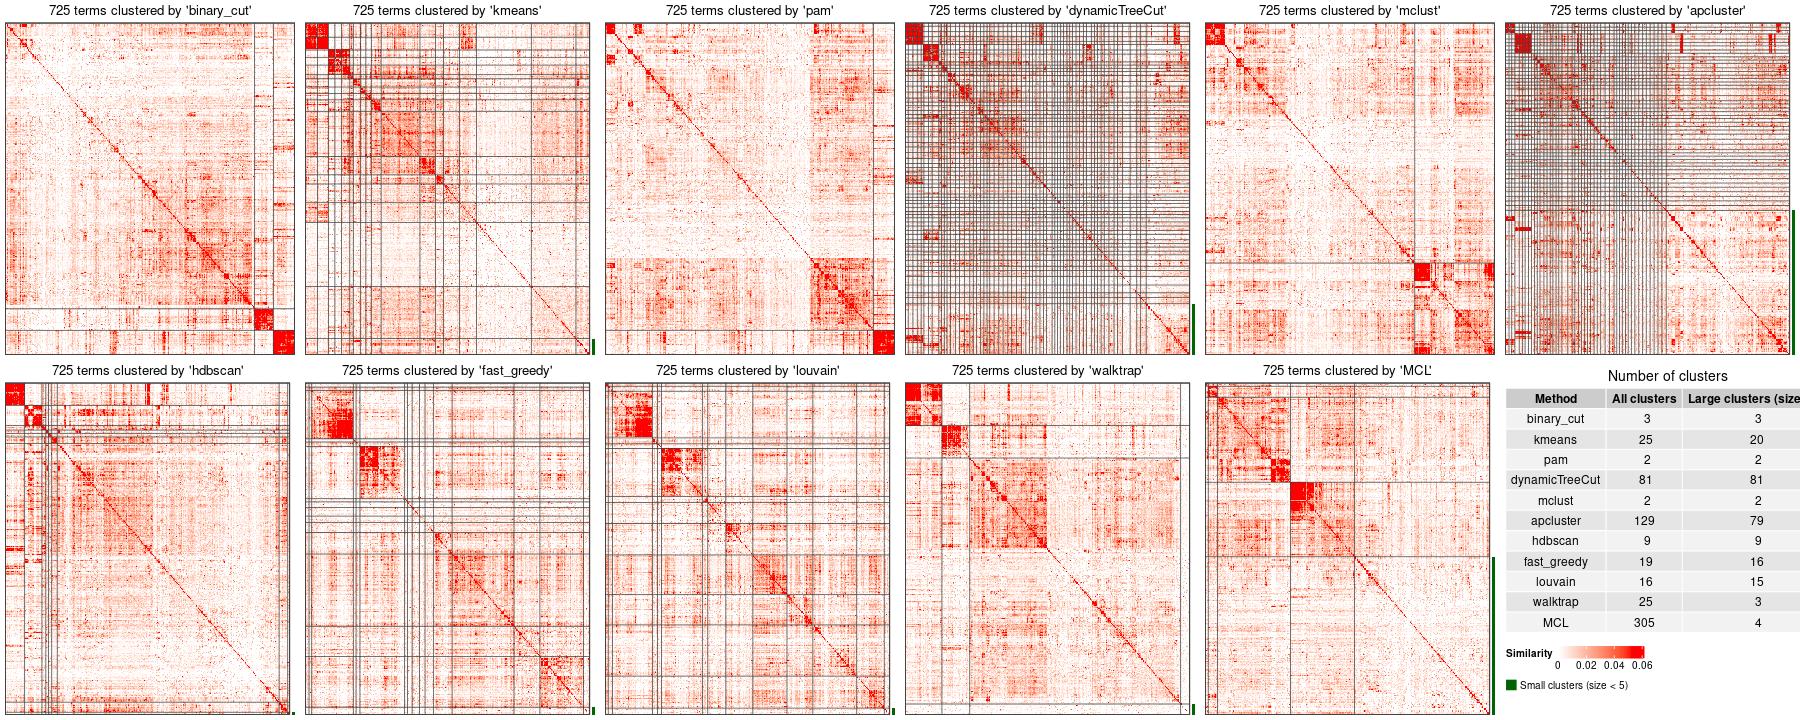 725 terms clustered by 'binary_cut'
725 terms clustered by 'kmeans'
725 terms clustered by 'pam'
725 terms clustered by 'dynamicTreeCut'
725 terms clustered by 'mclust'
725 terms clustered by 'apcluster'
725 terms clustered by 'hdbscan'
725 terms clustered by 'fast_greedy'
725 terms clustered by 'louvain'
725 terms clustered by 'walktrap'
725 terms clustered by 'MCL'
Number of clusters
Method All clusters Large clusters (size
binary_cut 3 3
kmeans 25 20
pam 2 2
dynamicTreeCut 81 81
mclust 2 2
apcluster 129 79
hdbscan 9 9
fast_greedy 19 16
louvain 16 15
walktrap 25 3
MCL 305 4
Similarity
0 0.02 0.04 0.06
Small clusters (size < 5)